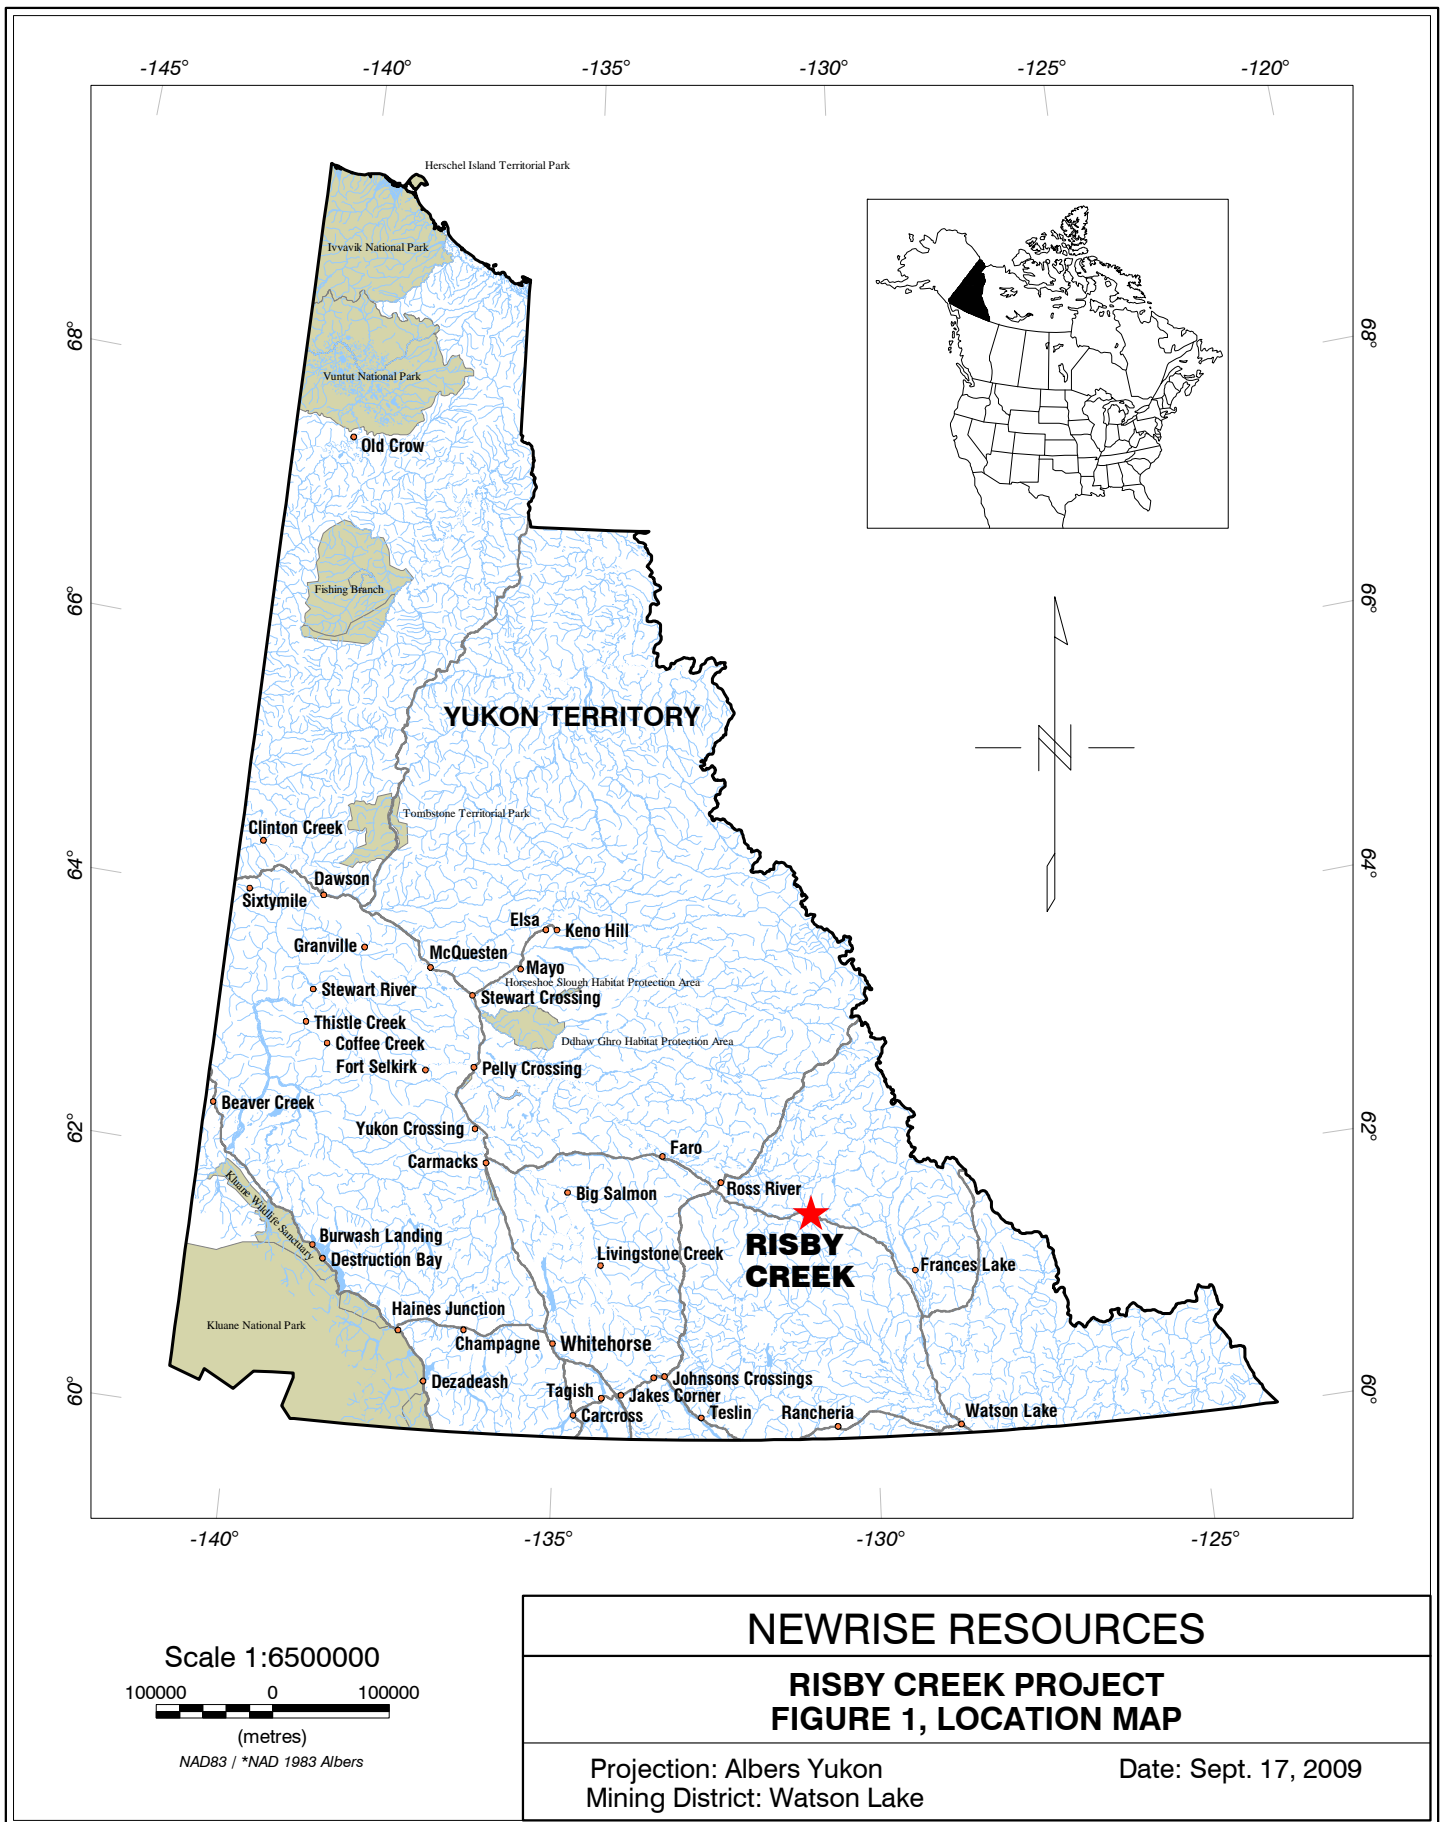 -145°
-140°
-135°
-130°
-125°
-120°
Herschel Island Territorial Park
Ivvavik National Park
68°
68°
Vuntut National Park
Old Crow
Fishing Branch
66°
66°
YUKON TERRITORY
N
Tombstone Territorial Park
Clinton Creek
64°
64°
Dawson
Sixtymile
Elsa
Keno Hill
Granville
McQuesten
Mayo
Horseshoe Slough Habitat Protection Area
Stewart River
Stewart Crossing
Thistle Creek
Coffee Creek
Ddhaw Ghro Habitat Protection Area
Fort Selkirk
Pelly Crossing
Beaver Creek
62°
62°
Yukon Crossing
Faro
Carmacks
Ross River
Big Salmon
Kluane Wildlife Sanctuary
Burwash Landing
RISBY
CREEK
Destruction Bay
Livingstone Creek
Frances Lake
Haines Junction
Kluane National Park
Champagne
Whitehorse
60°
60°
Dezadeash
Johnsons Crossings
Tagish
Jakes Corner
Carcross
Teslin
Rancheria
Watson Lake
-140°
-135°
-130°
-125°
Scale 1:6500000
100000
0
100000
(metres)
NAD83 / *NAD 1983 Albers
NEWRISE RESOURCES
RISBY CREEK PROJECT
FIGURE 1, LOCATION MAP
Projection: Albers Yukon
Date: Sept. 17, 2009
Mining District: Watson Lake